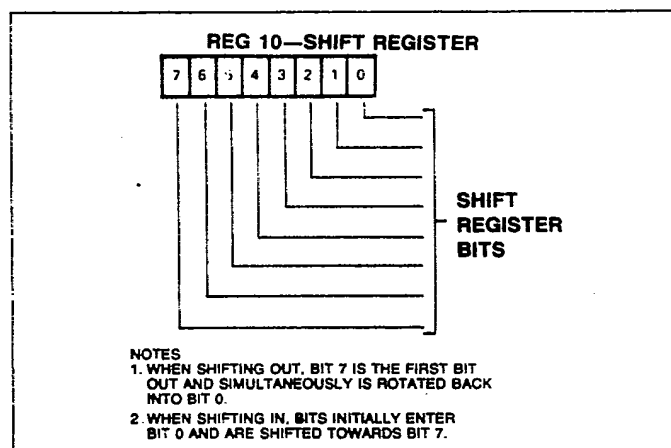 REG 10—SHIFT REGISTER
7 6 5 4 3 2 1 0
SHIFT
REGISTER
BITS
NOTES
1. WHEN SHIFTING OUT, BIT 7 IS THE FIRST BIT
OUT AND SIMULTANEOUSLY IS ROTATED BACK
INTO BIT 0.
2. WHEN SHIFTING IN, BITS INITIALLY ENTER
BIT 0 AND ARE SHIFTED TOWARDS BIT 7.